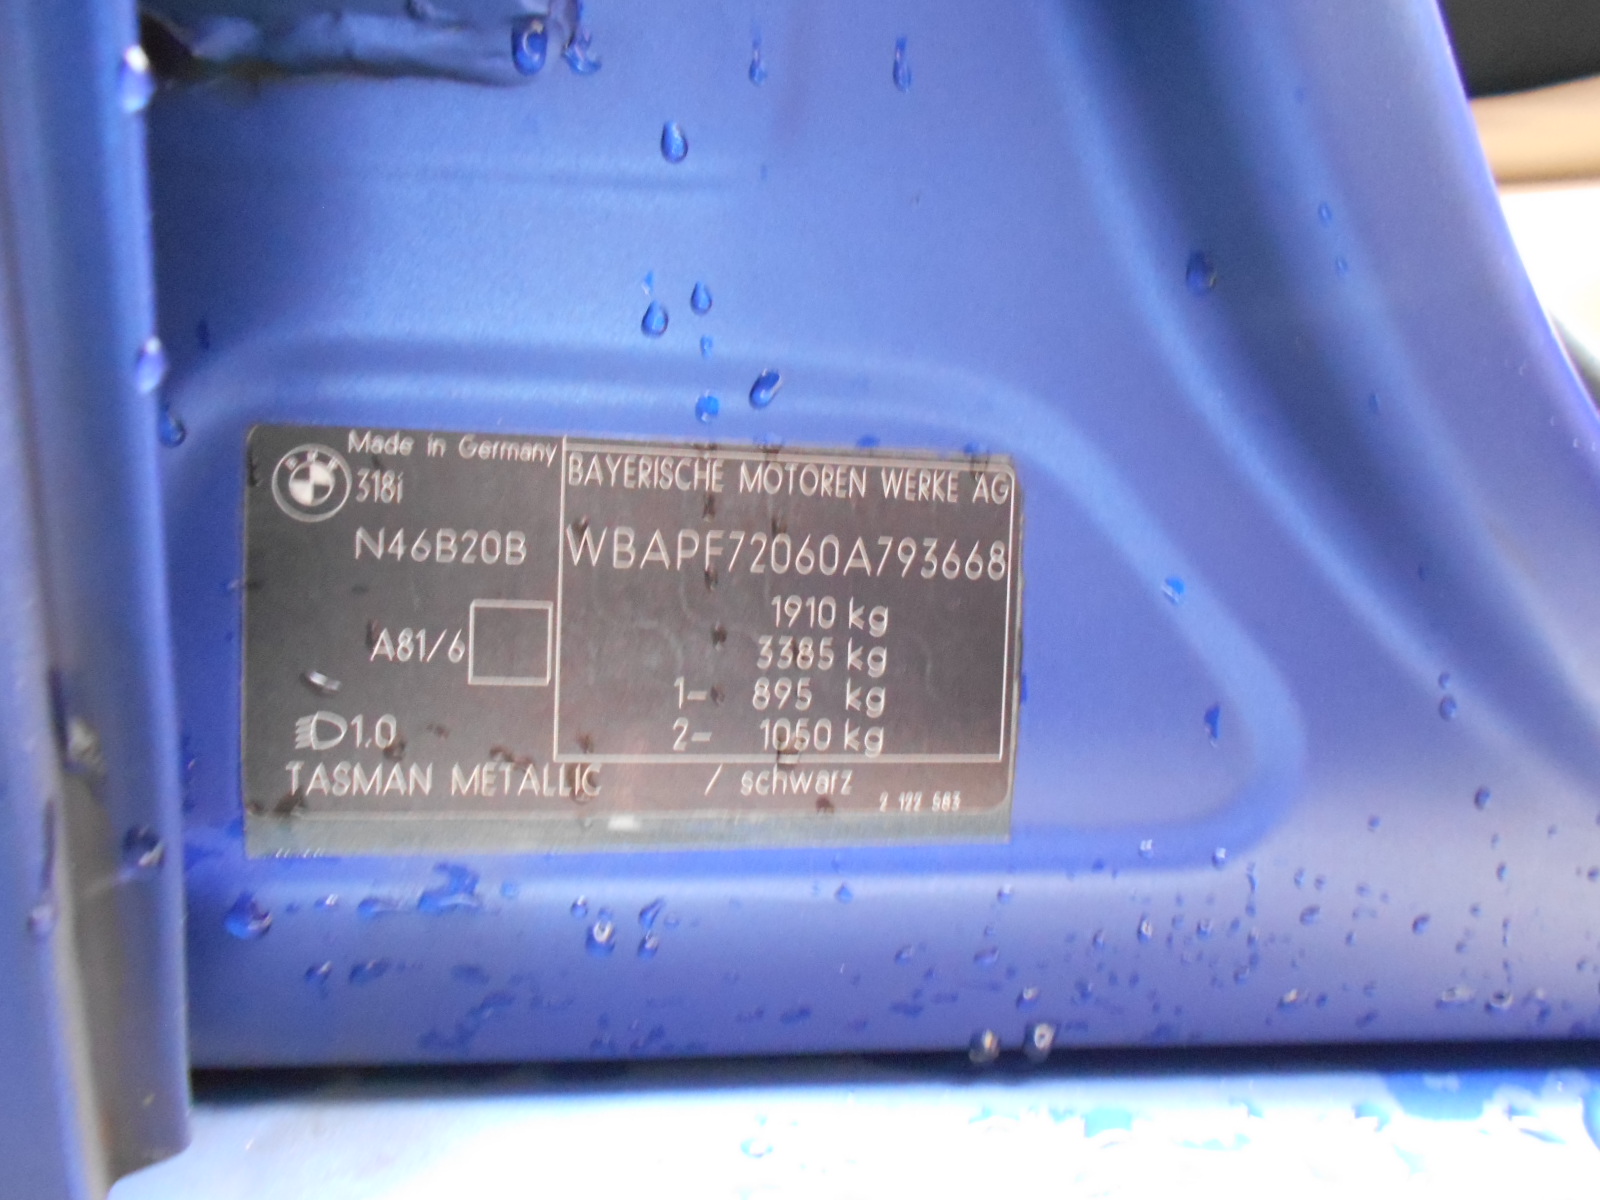 Made in Germany
BMW
318i
N46B20B
A81/6
1.0
BAYERISCHE MOTOREN WERKE AG
WBAPF72060A793668
1910 kg
3385 kg
1- 895 kg
2- 1050 kg
TASMAN METALLIC / schwarz
2 122 583